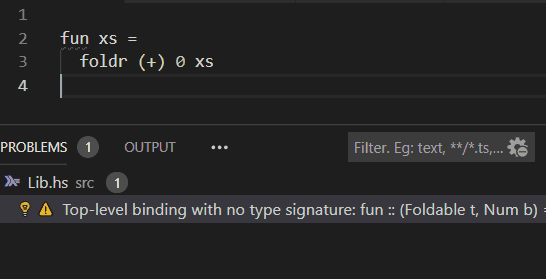 1
2 fun xs =
3 foldr (+) 0 xs
4
PROBLEMS 1 OUTPUT ...
Filter. Eg: text, **/*.ts,...
Lib.hs src 1
Top-level binding with no type signature: fun :: (Foldable t, Num b) =